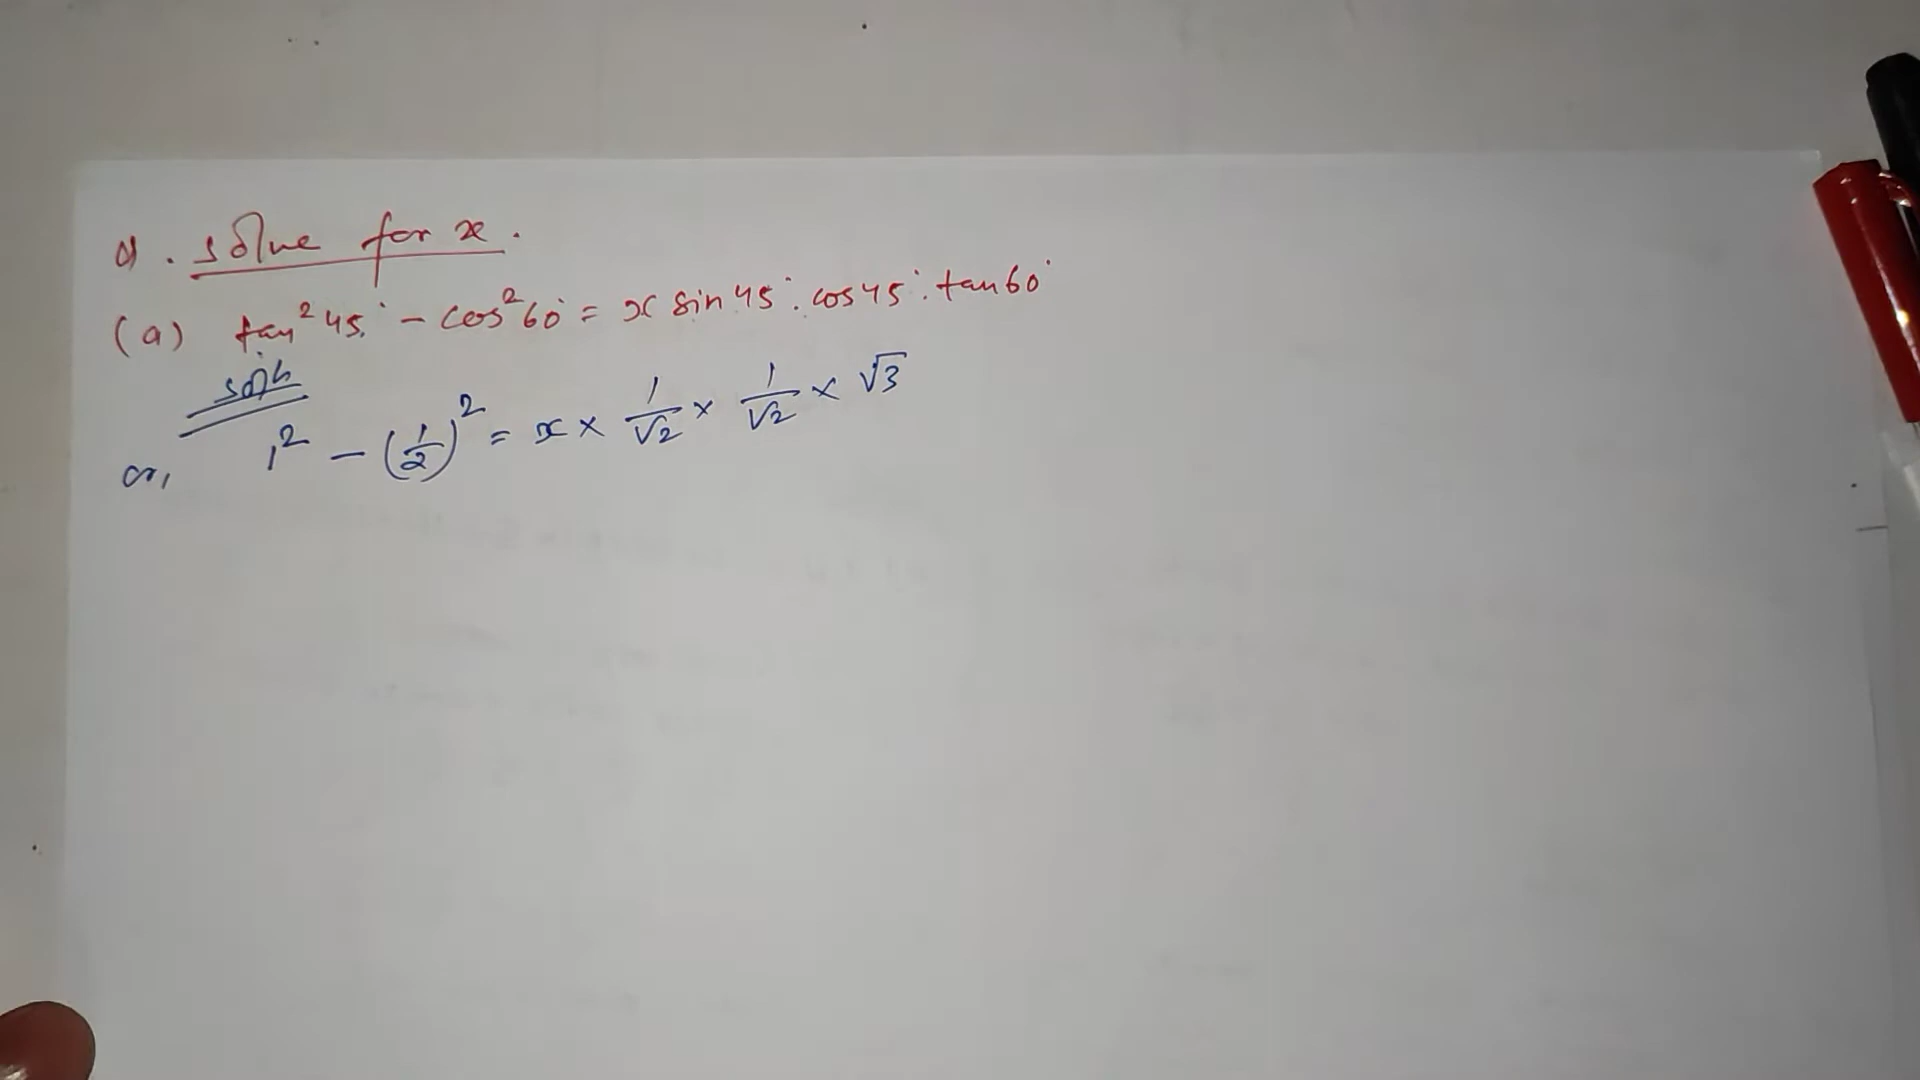 Q. solve for x.
(a) tan²45° - cos²60° = x sin 45°. cos 45°. tan 60°
soln
or, 1² - (1/2)² = x × 1/√2 × 1/√2 × √3